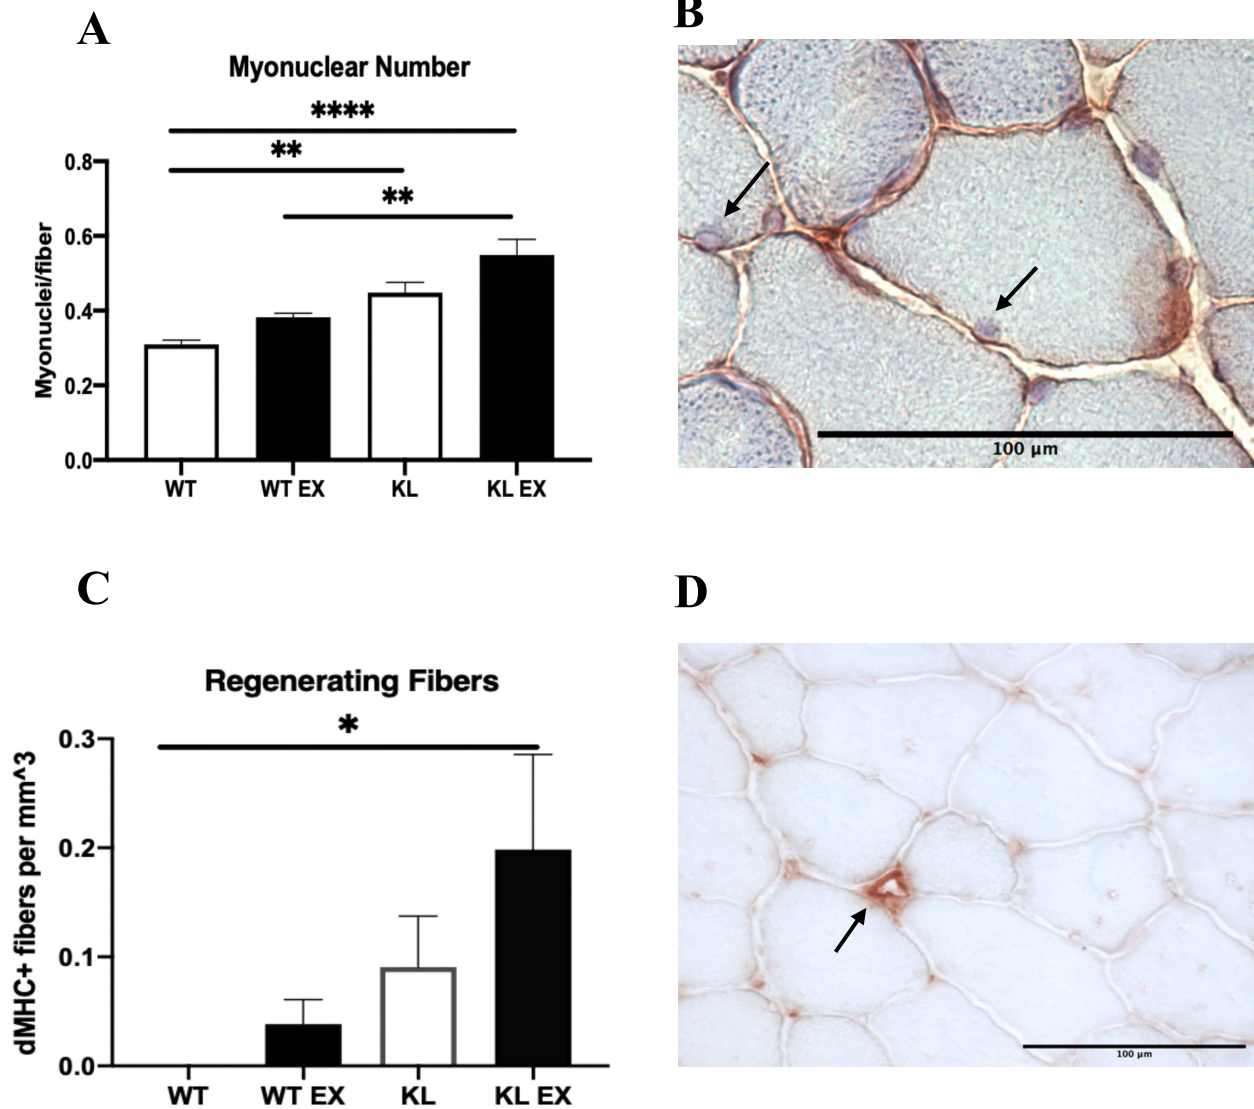 A
Myonuclear Number
****
**
**
0.8
0.6
0.4
0.2
0.0
Myonuclei/fiber
WT
WT EX
KL
KL EX
B
100 μm
C
Regenerating Fibers
*
0.3
0.2
0.1
0.0
dMHC+ fibers per mm^3
WT
WT EX
KL
KL EX
D
100 μm